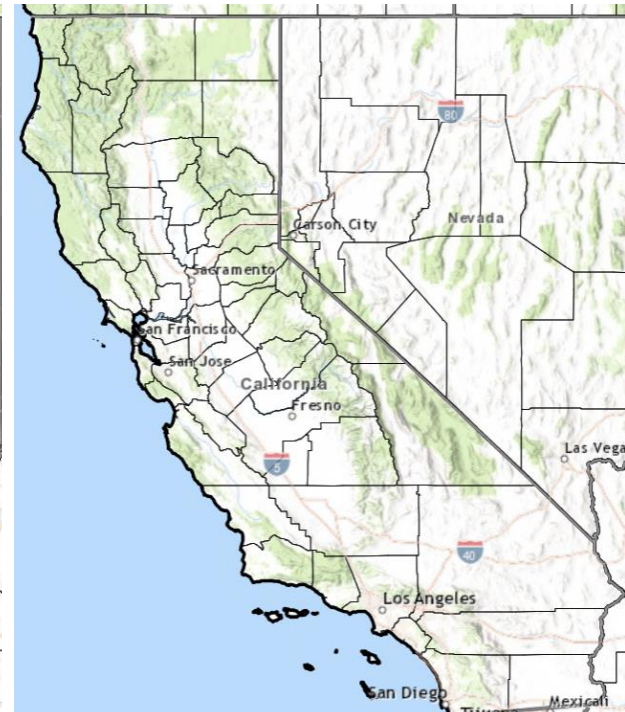 80
Carson City
Nevada
Sacramento
San Francisco
San Jose
California
Fresno
5
Las Vega
40
Los Angeles
San Diego
Mexicali